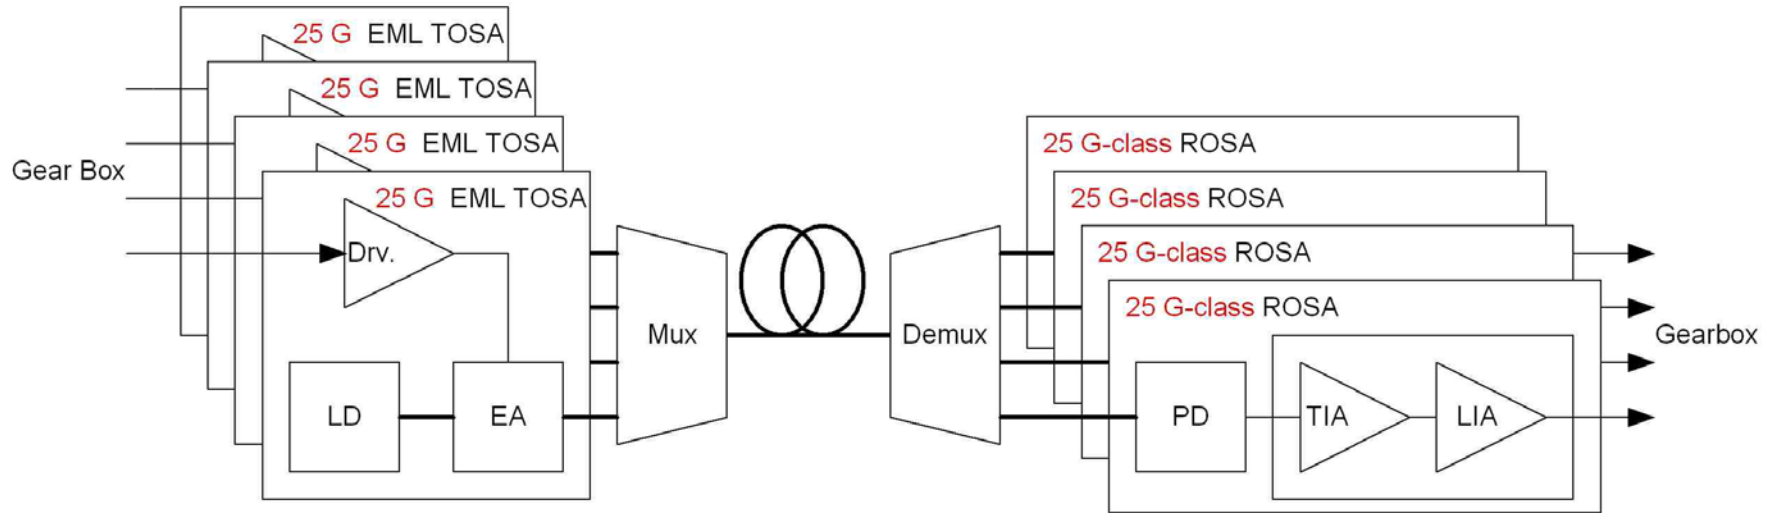 25 G EML TOSA
25 G EML TOSA
25 G EML TOSA
25 G EML TOSA
Gear Box
Drv.
LD
EA
Mux
Demux
25 G-class ROSA
25 G-class ROSA
25 G-class ROSA
25 G-class ROSA
PD
TIA
LIA
Gearbox